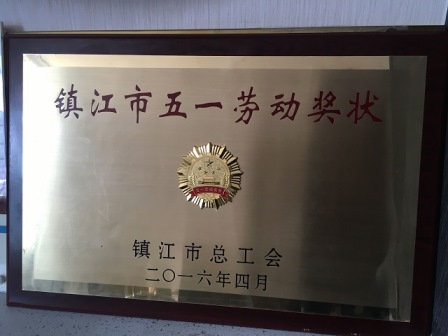 镇江市五一劳动奖状
镇江市总工会
二〇一六年四月